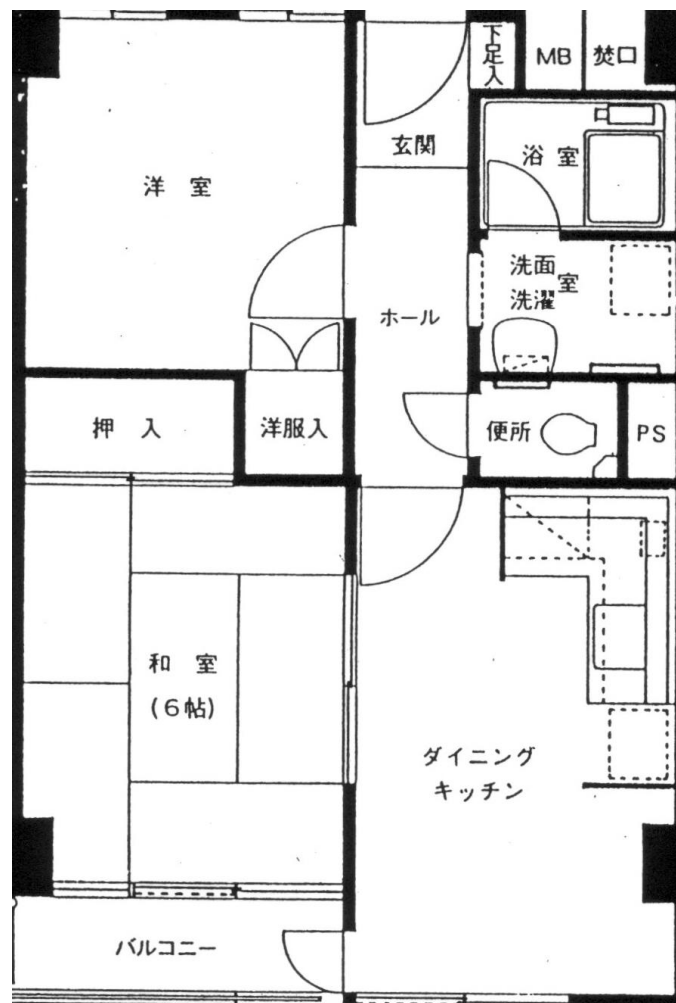 下足入
MB
焚口
玄関
浴室
洋室
洗面
洗濯
室
ホール
押入
洋服入
便所
PS
和室
(6帖)
ダイニング
キッチン
バルコニー